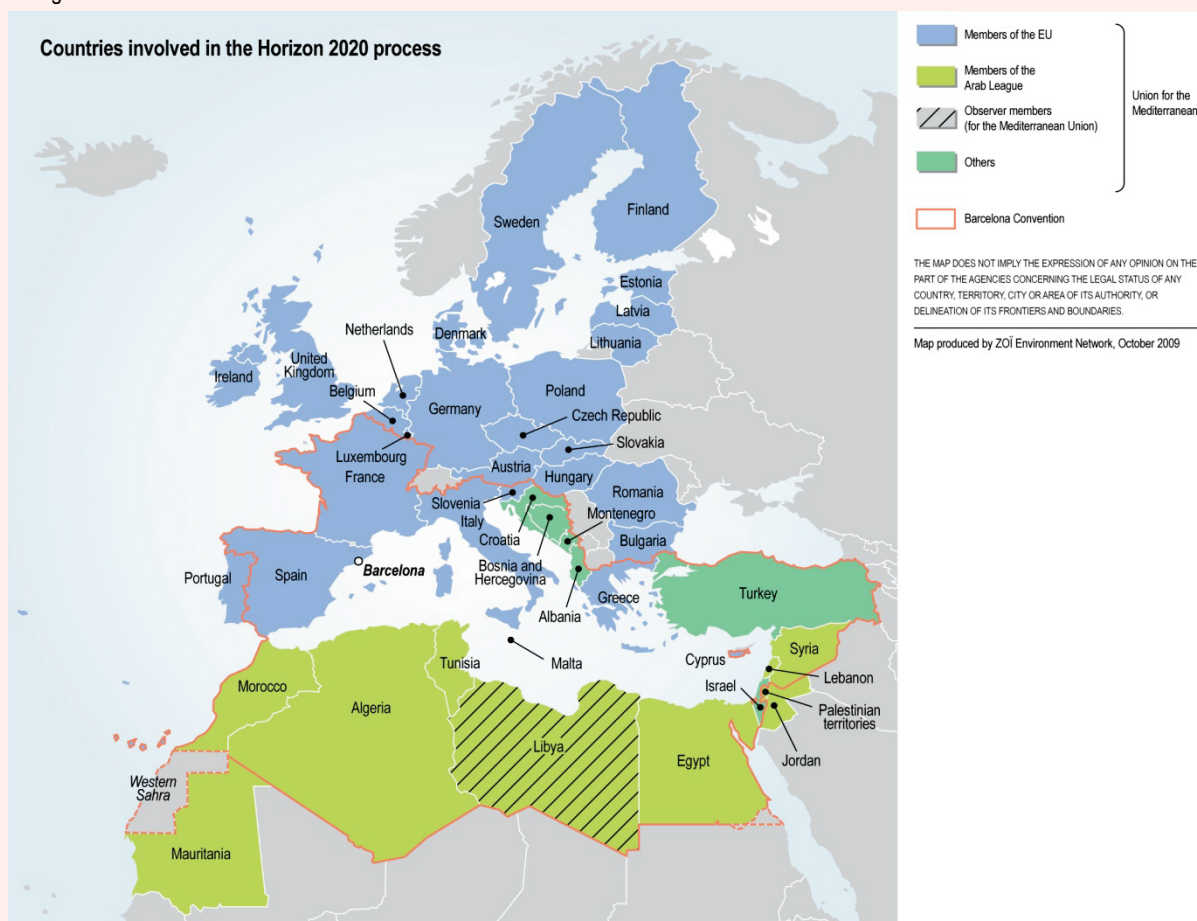 Countries involved in the Horizon 2020 process
Members of the EU
Members of the
Arab League
Observer members
(for the Mediterranean Union)
Others
Union for the
Mediterranean
Barcelona Convention
THE MAP DOES NOT IMPLY THE EXPRESSION OF ANY OPINION ON THE
PART OF THE AGENCIES CONCERNING THE LEGAL STATUS OF ANY
COUNTRY, TERRITORY, CITY OR AREA OF ITS AUTHORITY, OR
DELINEATION OF ITS FRONTIERS AND BOUNDARIES.
Map produced by ZOÏ Environment Network, October 2009
Sweden
Finland
Estonia
Latvia
Lithuania
Denmark
Netherlands
United
Kingdom
Ireland
Belgium
Germany
Poland
Czech Republic
Slovakia
Luxembourg
France
Austria
Hungary
Romania
Slovenia
Italy
Montenegro
Croatia
Bulgaria
Bosnia and
Hercegovina
Portugal
Spain
Barcelona
Albania
Greece
Turkey
Malta
Cyprus
Syria
Lebanon
Israel
Palestinian
territories
Jordan
Tunisia
Morocco
Algeria
Libya
Egypt
Western
Sahra
Mauritania